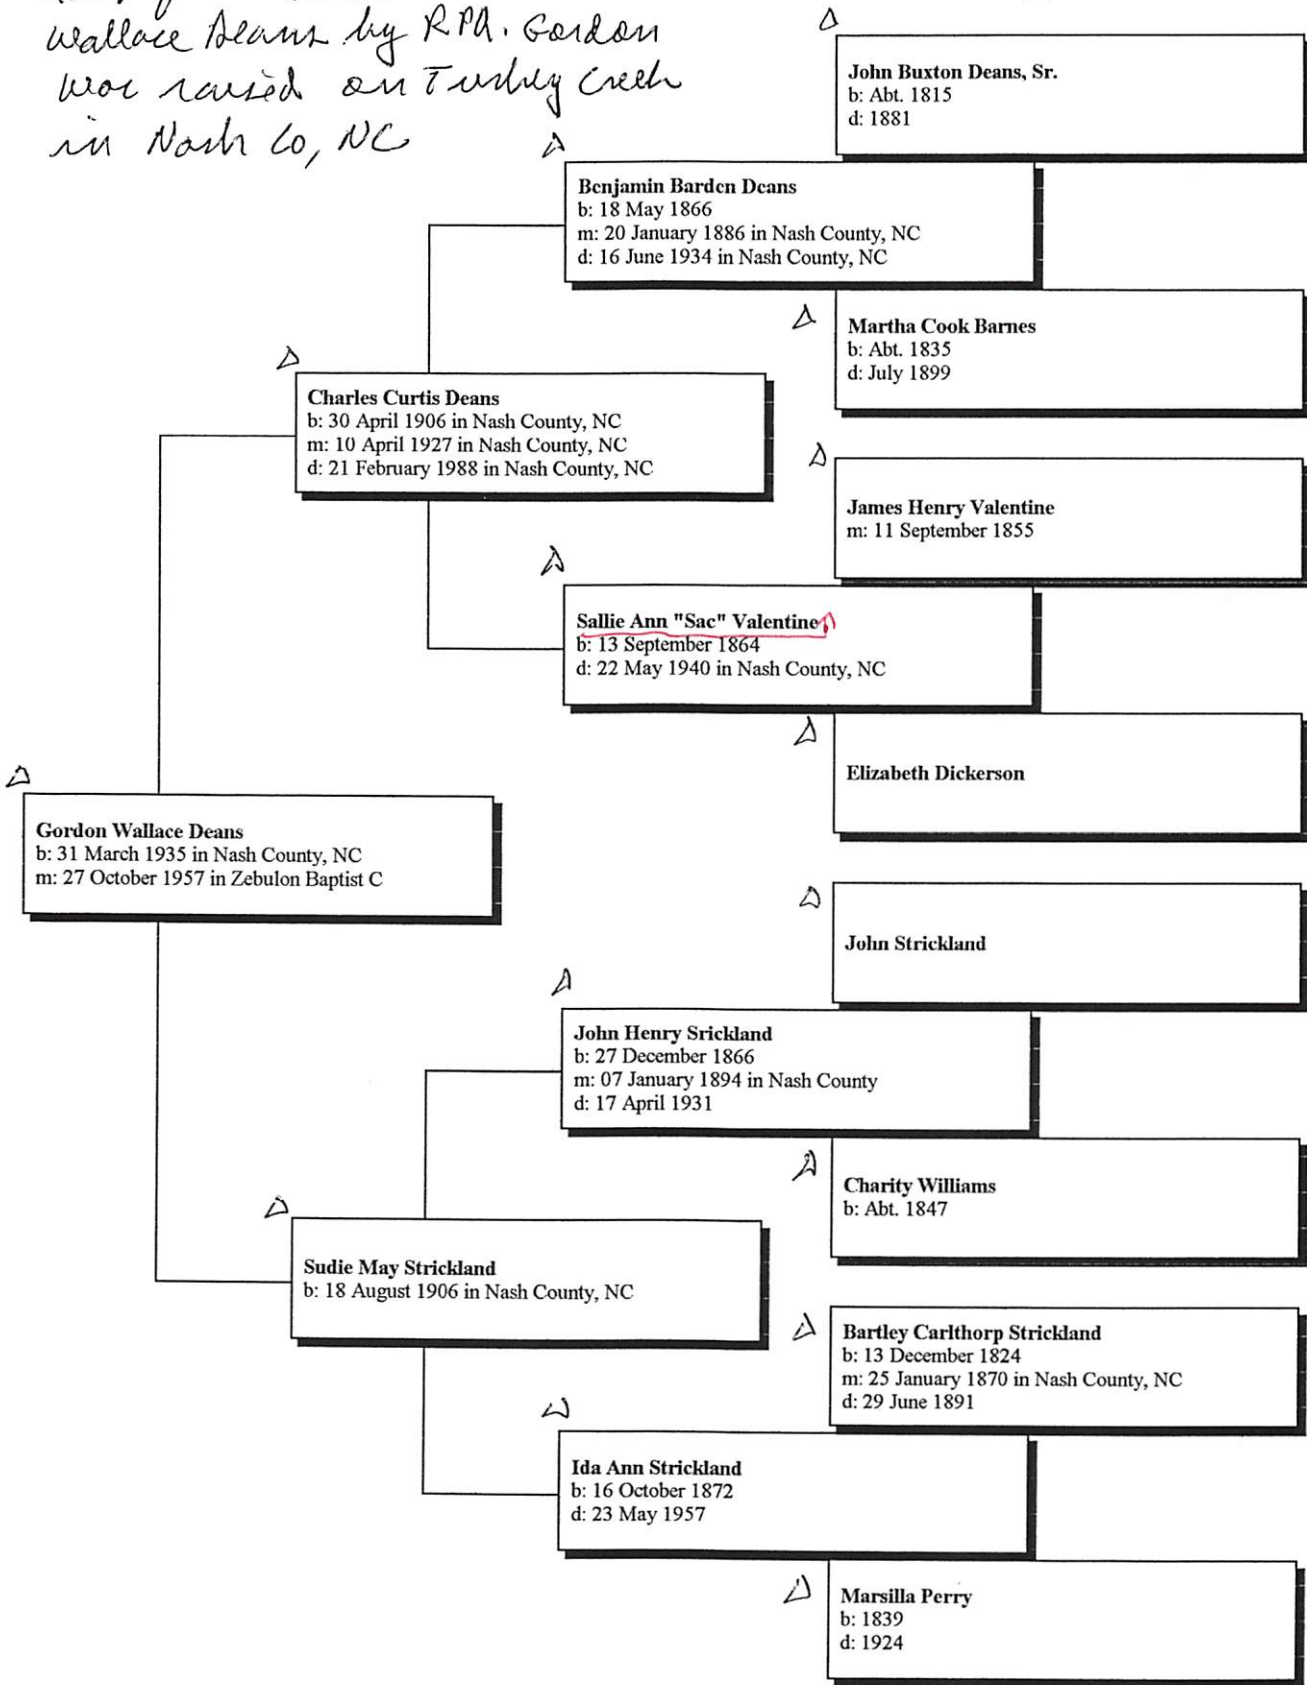 Wallace Deans by RPA. Gordon
was raised on Turkey Creek
in Nash Co, NC
John Buxton Deans, Sr.
b: Abt. 1815
d: 1881
Benjamin Barden Deans
b: 18 May 1866
m: 20 January 1886 in Nash County, NC
d: 16 June 1934 in Nash County, NC
Martha Cook Barnes
b: Abt. 1835
d: July 1899
Charles Curtis Deans
b: 30 April 1906 in Nash County, NC
m: 10 April 1927 in Nash County, NC
d: 21 February 1988 in Nash County, NC
James Henry Valentine
m: 11 September 1855
Sallie Ann "Sac" Valentine
b: 13 September 1864
d: 22 May 1940 in Nash County, NC
Elizabeth Dickerson
Gordon Wallace Deans
b: 31 March 1935 in Nash County, NC
m: 27 October 1957 in Zebulon Baptist C
John Strickland
John Henry Srickland
b: 27 December 1866
m: 07 January 1894 in Nash County
d: 17 April 1931
Charity Williams
b: Abt. 1847
Sudie May Strickland
b: 18 August 1906 in Nash County, NC
Bartley Carlthorp Strickland
b: 13 December 1824
m: 25 January 1870 in Nash County, NC
d: 29 June 1891
Ida Ann Strickland
b: 16 October 1872
d: 23 May 1957
Marsilla Perry
b: 1839
d: 1924